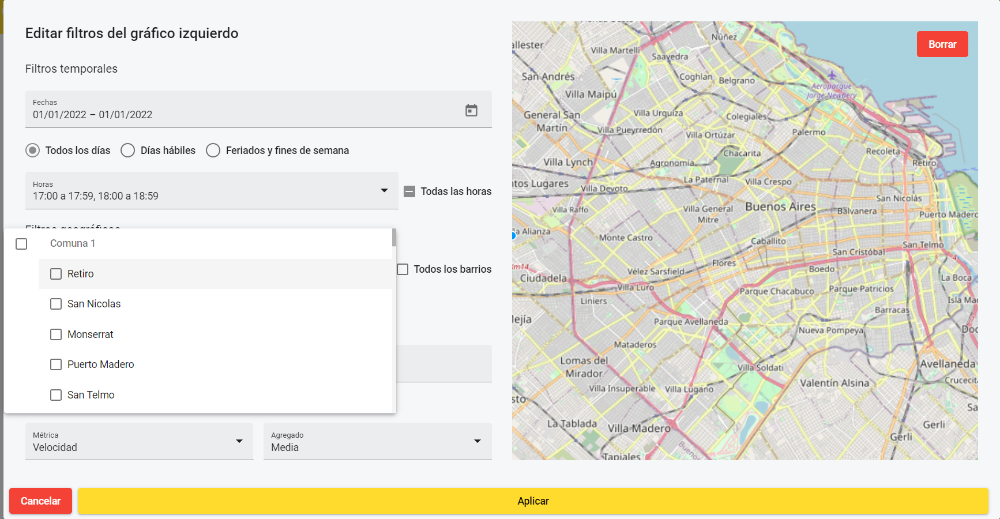 Editar filtros del gráfico izquierdo
Filtros temporales
Fechas
01/01/2022 – 01/01/2022
Todos los días
Días hábiles
Feriados y fines de semana
Horas
17:00 a 17:59, 18:00 a 18:59
Todas las horas
Comuna 1
Retiro
San Nicolas
Monserrat
Puerto Madero
San Telmo
Todos los barrios
Métrica
Velocidad
Agregado
Media
Cancelar
Aplicar
Borrar
Núñez
Villa Martelli
Saavedra
San Andrés
Coghlan
Belgrano
Aeroparque
Jorge Newbery
Villa Maipú
General San
Martín
Villa Urquiza
Colegiales
Villa Pueyrredón
Villa Ortúzar
Palermo
Chacarita
Recoleta
Villa Lynch
Agronomía
Retiro
La Paternal
Villa Crespo
tos Lugares
Villa Devoto
San Nicolás
Villa Raffo
Villa General
Mitre
Buenos Aires
Balvanera
Puerto Madero
la Alianza
Monte Castro
Caballito
San Telmo
San Cristóbal
4
Flores
Boedo
Km14
Vélez Sarsfield
Ciudadela
Villa Luro
La Boca
Parque Chacabuco
Parque Patricios
Liniers
Isla Mac
Barracas
Parque Avellaneda
Nueva Pompeya
Doc
Mataderos
Lomas del
Mirador
Villa Soldati
Avellaneda
Valentín Alsina
Crucecit
Villa Insuperable
Villa Lugano
sto
Sa
La Tablada
Villa Madero
Gerli
Gerli
Buenos
Tapiales